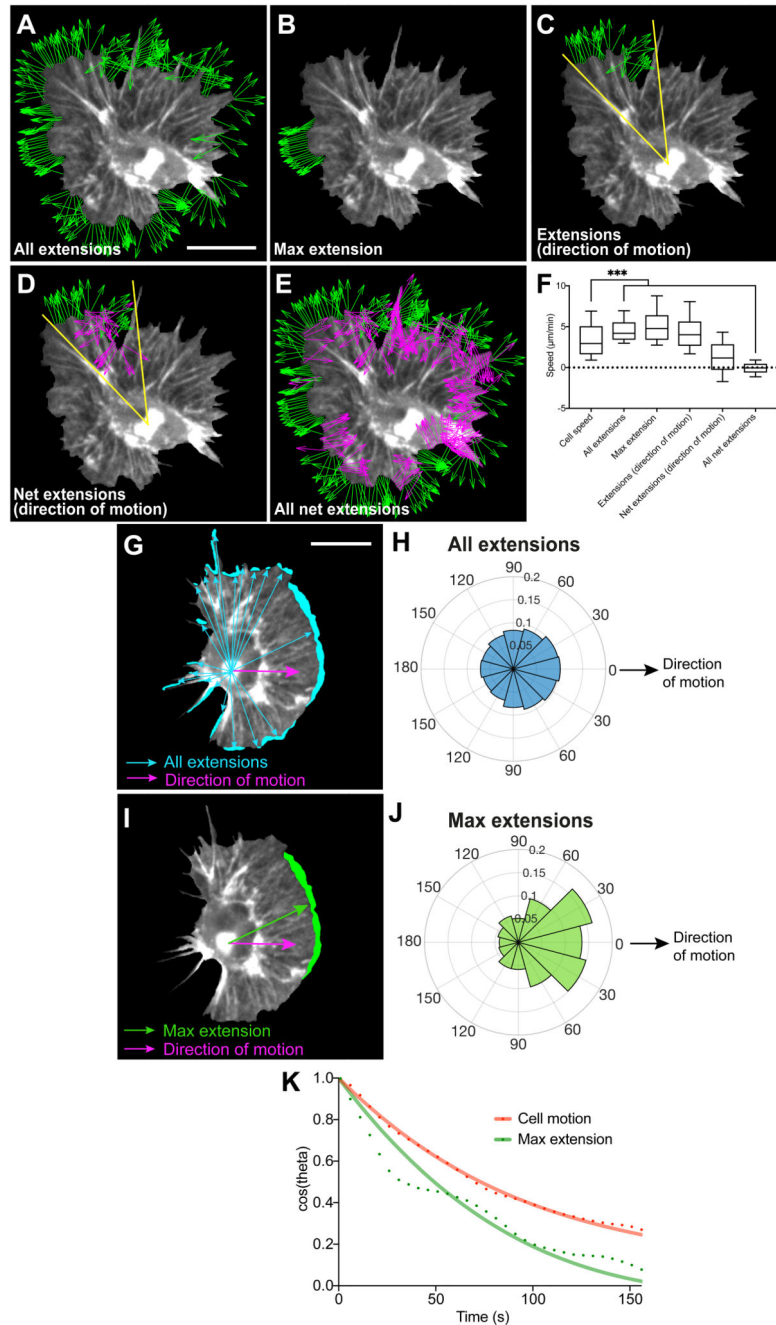 A
All extensions
B
Max extension
C
Extensions
(direction of motion)
D
Net extensions
(direction of motion)
E
All net extensions
F
***
Speed (µm/min)
10
5
0
-5
Cell speed
All extensions
Max extension
Extensions (direction of motion)
Net extensions (direction of motion)
All net extensions
G
All extensions
Direction of motion
H
All extensions
90
120
60
150
30
180
0
150
30
120
60
90
0.2
0.15
0.1
0.05
Direction
of motion
I
Max extension
Direction of motion
J
Max extensions
90
120
60
150
30
180
0
150
30
120
60
90
0.2
0.15
0.1
0.05
Direction
of motion
K
cos(theta)
1.0
0.8
0.6
0.4
0.2
0.0
0
50
100
150
Time (s)
Cell motion
Max extension